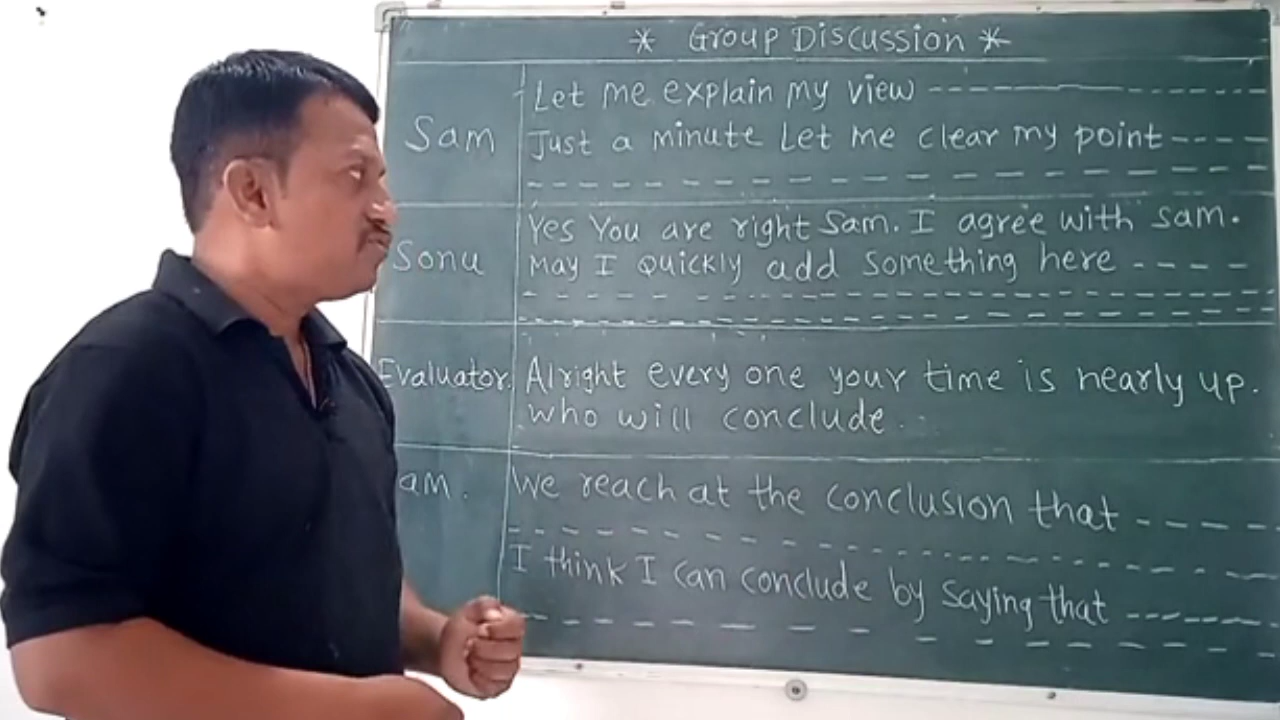 * Group Discussion *
Sam
Let me explain my view ----------
Just a minute Let me clear my point ----
Sonu
Yes You are right Sam. I agree with Sam.
May I quickly add something here ----
Evaluator.
Alright every one your time is nearly up.
Who will conclude.
am.
We reach at the conclusion that ----
I think I can conclude by saying that ------